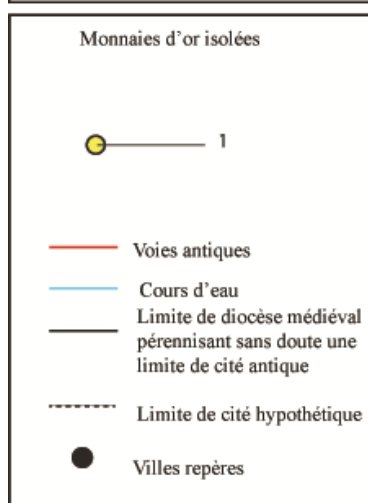 Monnaies d'or isolées
1
Voies antiques
Cours d'eau
Limite de diocèse médiéval
pérennisant sans doute une
limite de cité antique
Limite de cité hypothétique
Villes repères